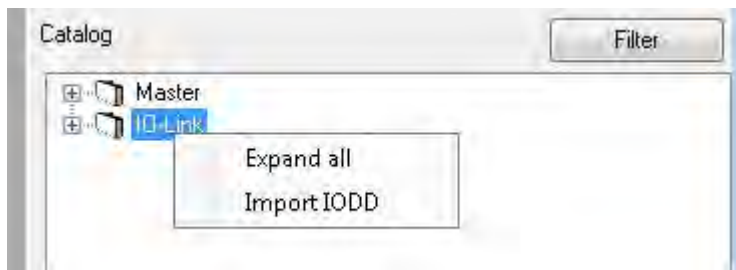 Catalog
Filter
Master
IO-Link
Expand all
Import IODD